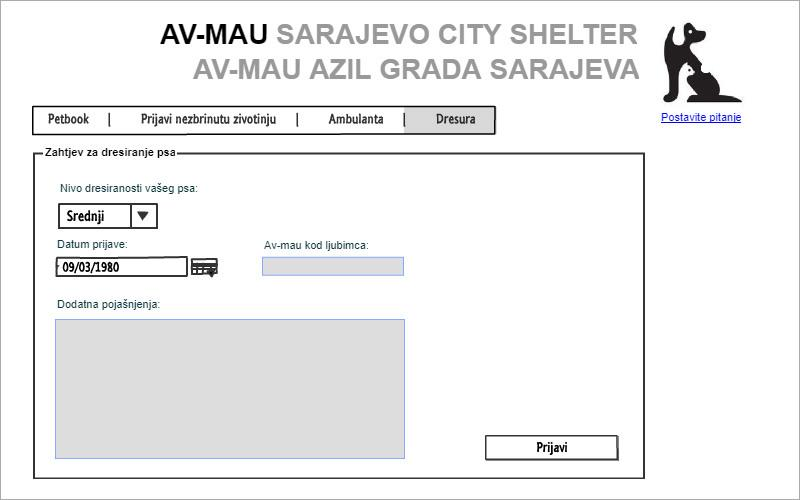 AV-MAU SARAJEVO CITY SHELTER
AV-MAU AZIL GRADA SARAJEVA
Postavite pitanje
Petbook | Prijavi nezbrinutu zivotinju | Ambulanta | Dresura
Zahtjev za dresiranje psa
Nivo dresiranosti vašeg psa:
Srednji
Datum prijave: Av-mau kod ljubimca:
09/03/1980
Dodatna pojašnjenja:
Prijavi